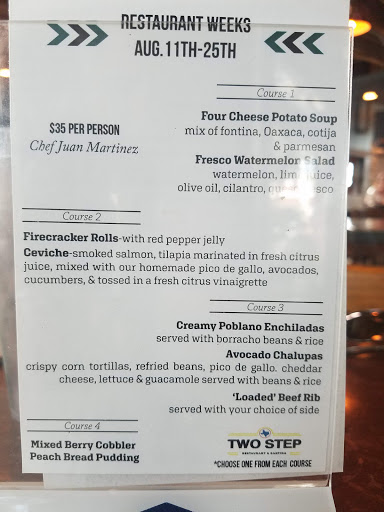 RESTAURANT WEEKS
AUG.11TH-25TH
Course 1
$35 PER PERSON
Chef Juan Martinez
Four Cheese Potato Soup
mix of fontina, Oaxaca, cotija
& parmesan
Fresco Watermelon Salad
watermelon, lime juice,
olive oil, cilantro, queso fresco
Course 2
Firecracker Rolls-with red pepper jelly
Ceviche-smoked salmon, tilapia marinated in fresh citrus
juice, mixed with our homemade pico de gallo, avocados,
cucumbers, & tossed in a fresh citrus vinaigrette
Course 3
Creamy Poblano Enchiladas
served with borracho beans & rice
Avocado Chalupas
crispy corn tortillas, refried beans, pico de gallo. cheddar
cheese, lettuce & guacamole served with beans & rice
'Loaded' Beef Rib
served with your choice of side
Course 4
Mixed Berry Cobbler
Peach Bread Pudding
TWO STEP
RESTAURANT & CANTINA
*CHOOSE ONE FROM EACH COURSE